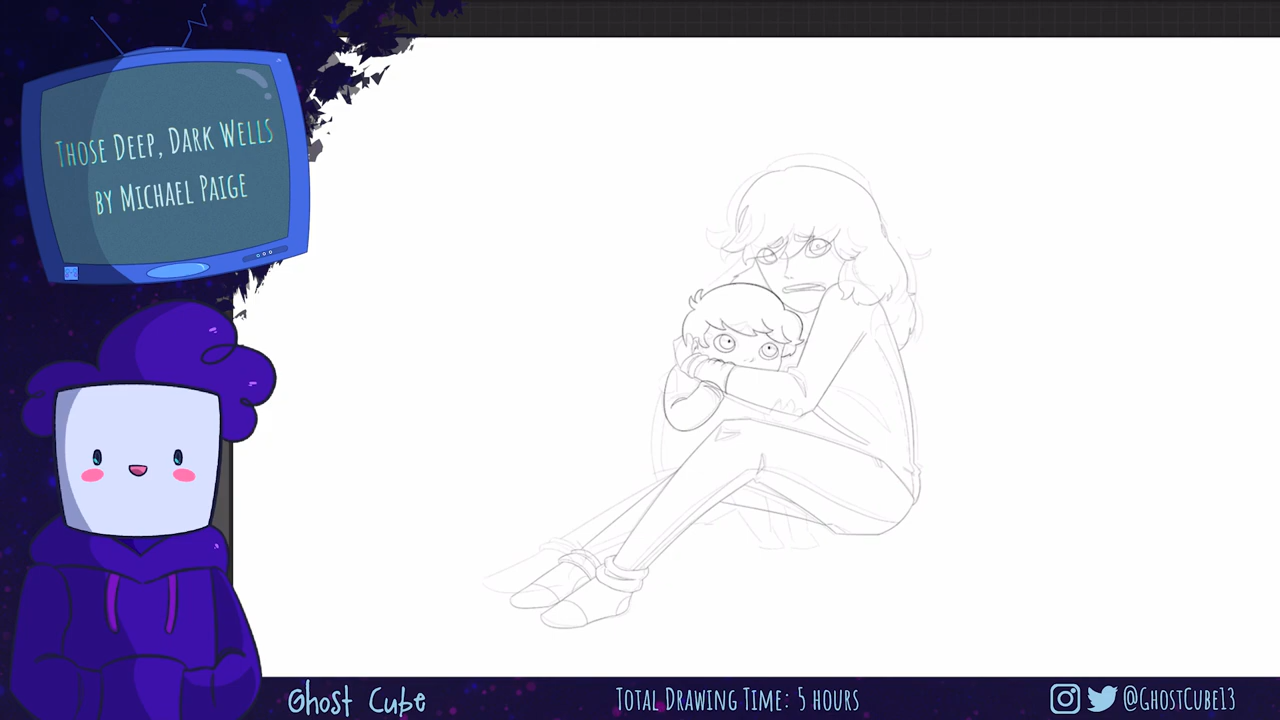 Those Deep, Dark Wells
by Michael Paige
Ghost Cube
Total Drawing Time: 5 hours
@GhostCube13